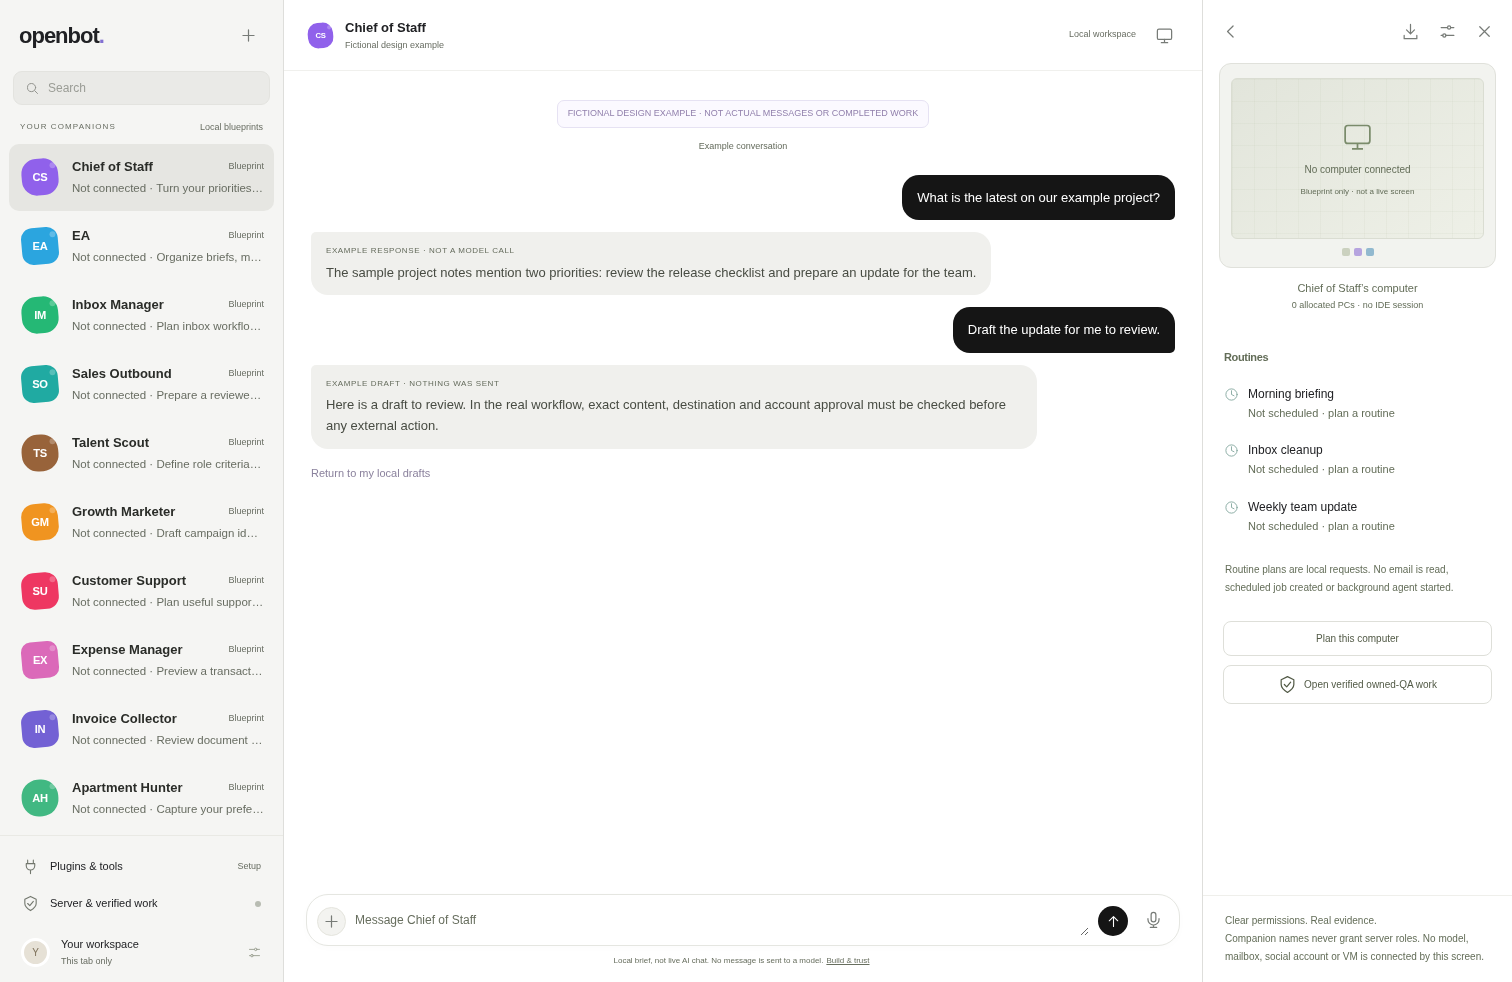 openbot.
Search
YOUR COMPANIONS
Local blueprints
CS
Chief of Staff
Blueprint
Not connected · Turn your priorities…
EA
EA
Blueprint
Not connected · Organize briefs, m…
IM
Inbox Manager
Blueprint
Not connected · Plan inbox workflo…
SO
Sales Outbound
Blueprint
Not connected · Prepare a reviewe…
TS
Talent Scout
Blueprint
Not connected · Define role criteria…
GM
Growth Marketer
Blueprint
Not connected · Draft campaign id…
SU
Customer Support
Blueprint
Not connected · Plan useful suppor…
EX
Expense Manager
Blueprint
Not connected · Preview a transact…
IN
Invoice Collector
Blueprint
Not connected · Review document …
AH
Apartment Hunter
Blueprint
Not connected · Capture your prefe…
Plugins & tools
Setup
Server & verified work
Y
Your workspace
This tab only
CS
Chief of Staff
Fictional design example
Local workspace
FICTIONAL DESIGN EXAMPLE · NOT ACTUAL MESSAGES OR COMPLETED WORK
Example conversation
What is the latest on our example project?
EXAMPLE RESPONSE · NOT A MODEL CALL
The sample project notes mention two priorities: review the release checklist and prepare an update for the team.
Draft the update for me to review.
EXAMPLE DRAFT · NOTHING WAS SENT
Here is a draft to review. In the real workflow, exact content, destination and account approval must be checked before
any external action.
Return to my local drafts
Message Chief of Staff
Local brief, not live AI chat. No message is sent to a model. Build & trust
No computer connected
Blueprint only · not a live screen
Chief of Staff's computer
0 allocated PCs · no IDE session
Routines
Morning briefing
Not scheduled · plan a routine
Inbox cleanup
Not scheduled · plan a routine
Weekly team update
Not scheduled · plan a routine
Routine plans are local requests. No email is read,
scheduled job created or background agent started.
Plan this computer
Open verified owned-QA work
Clear permissions. Real evidence.
Companion names never grant server roles. No model,
mailbox, social account or VM is connected by this screen.